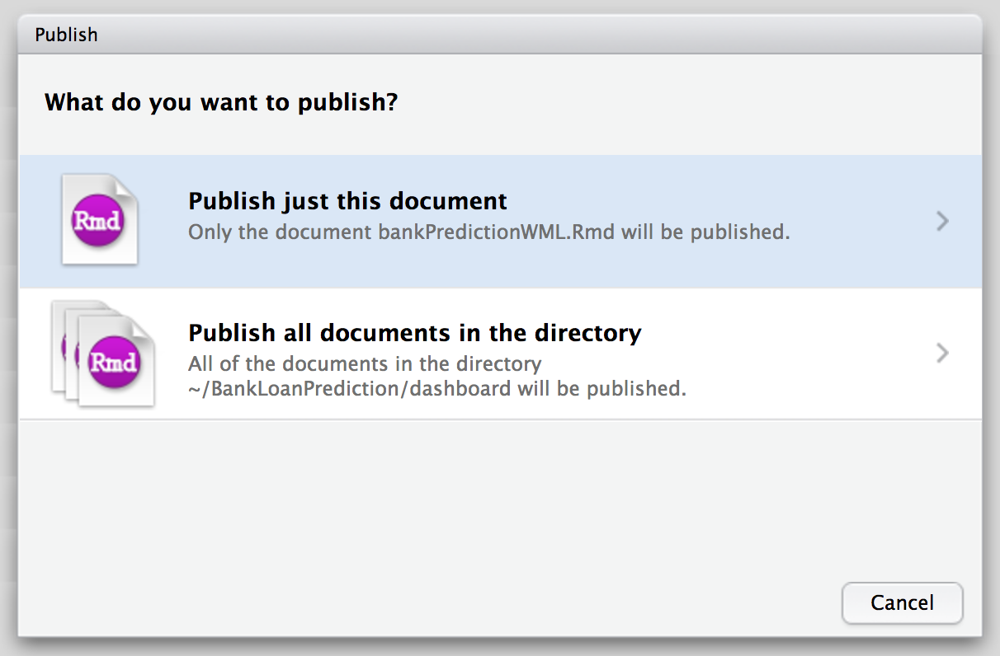 Publish
What do you want to publish?
Rmd
Publish just this document
Only the document bankPredictionWML.Rmd will be published.
Rmd
Publish all documents in the directory
All of the documents in the directory
~/BankLoanPrediction/dashboard will be published.
Cancel